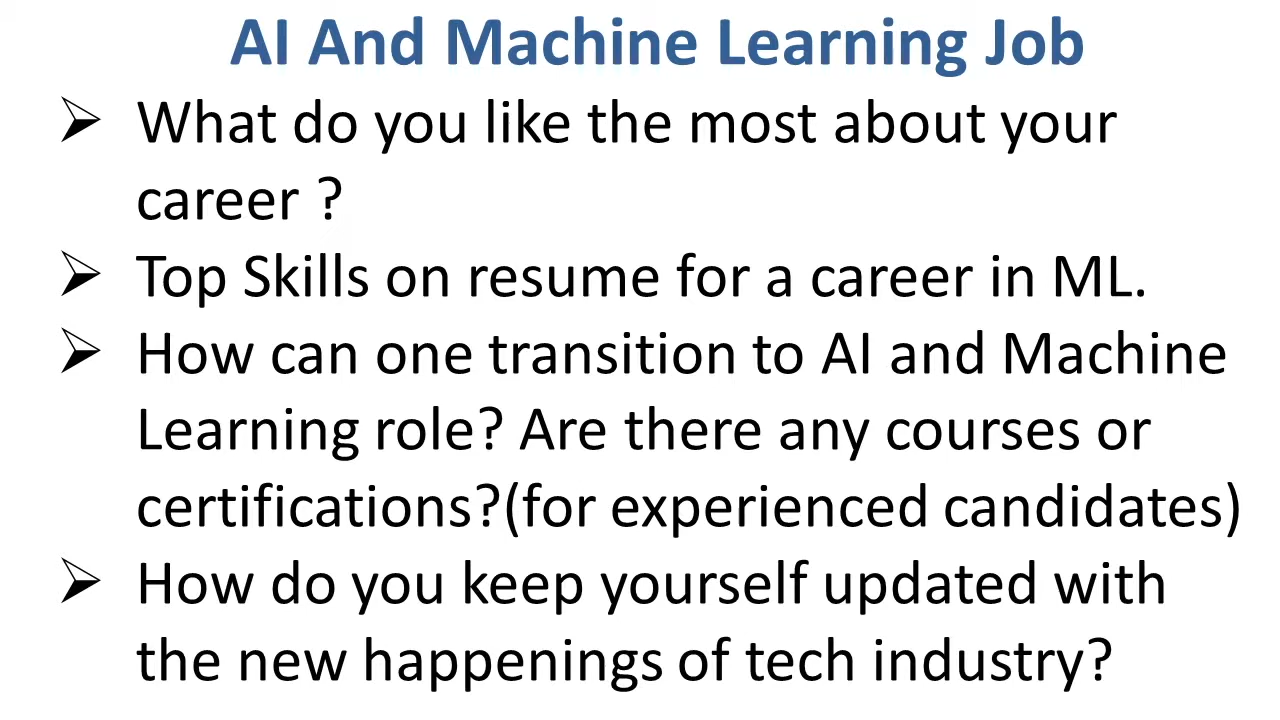 AI And Machine Learning Job
➢ What do you like the most about your
career ?
➢ Top Skills on resume for a career in ML.
➢ How can one transition to AI and Machine
Learning role? Are there any courses or
certifications?(for experienced candidates)
➢ How do you keep yourself updated with
the new happenings of tech industry?